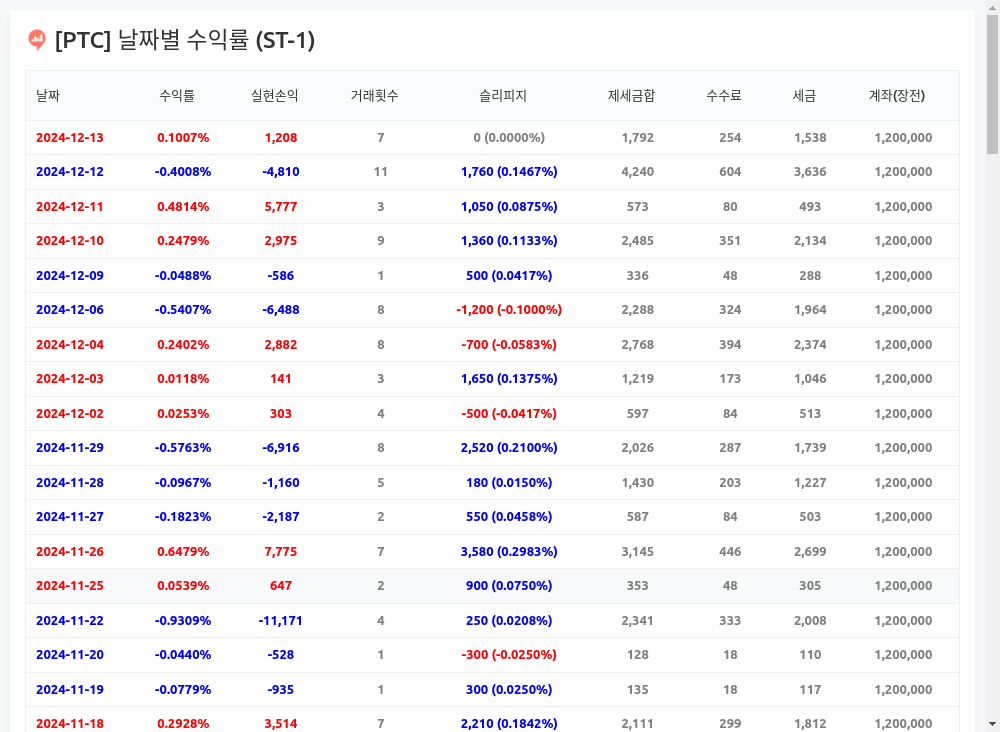 [PTC] 날짜별 수익률 (ST-1)
날짜 수익률 실현손익 거래횟수 슬리피지 제세금합 수수료 세금 계좌(장전)
2024-12-13 0.1007% 1,208 7 0 (0.0000%) 1,792 254 1,538 1,200,000
2024-12-12 -0.4008% -4,810 11 1,760 (0.1467%) 4,240 604 3,636 1,200,000
2024-12-11 0.4814% 5,777 3 1,050 (0.0875%) 573 80 493 1,200,000
2024-12-10 0.2479% 2,975 9 1,360 (0.1133%) 2,485 351 2,134 1,200,000
2024-12-09 -0.0488% -586 1 500 (0.0417%) 336 48 288 1,200,000
2024-12-06 -0.5407% -6,488 8 -1,200 (-0.1000%) 2,288 324 1,964 1,200,000
2024-12-04 0.2402% 2,882 8 -700 (-0.0583%) 2,768 394 2,374 1,200,000
2024-12-03 0.0118% 141 3 1,650 (0.1375%) 1,219 173 1,046 1,200,000
2024-12-02 0.0253% 303 4 -500 (-0.0417%) 597 84 513 1,200,000
2024-11-29 -0.5763% -6,916 8 2,520 (0.2100%) 2,026 287 1,739 1,200,000
2024-11-28 -0.0967% -1,160 5 180 (0.0150%) 1,430 203 1,227 1,200,000
2024-11-27 -0.1823% -2,187 2 550 (0.0458%) 587 84 503 1,200,000
2024-11-26 0.6479% 7,775 7 3,580 (0.2983%) 3,145 446 2,699 1,200,000
2024-11-25 0.0539% 647 2 900 (0.0750%) 353 48 305 1,200,000
2024-11-22 -0.9309% -11,171 4 250 (0.0208%) 2,341 333 2,008 1,200,000
2024-11-20 -0.0440% -528 1 -300 (-0.0250%) 128 18 110 1,200,000
2024-11-19 -0.0779% -935 1 300 (0.0250%) 135 18 117 1,200,000
2024-11-18 0.2928% 3,514 7 2,210 (0.1842%) 2,111 299 1,812 1,200,000